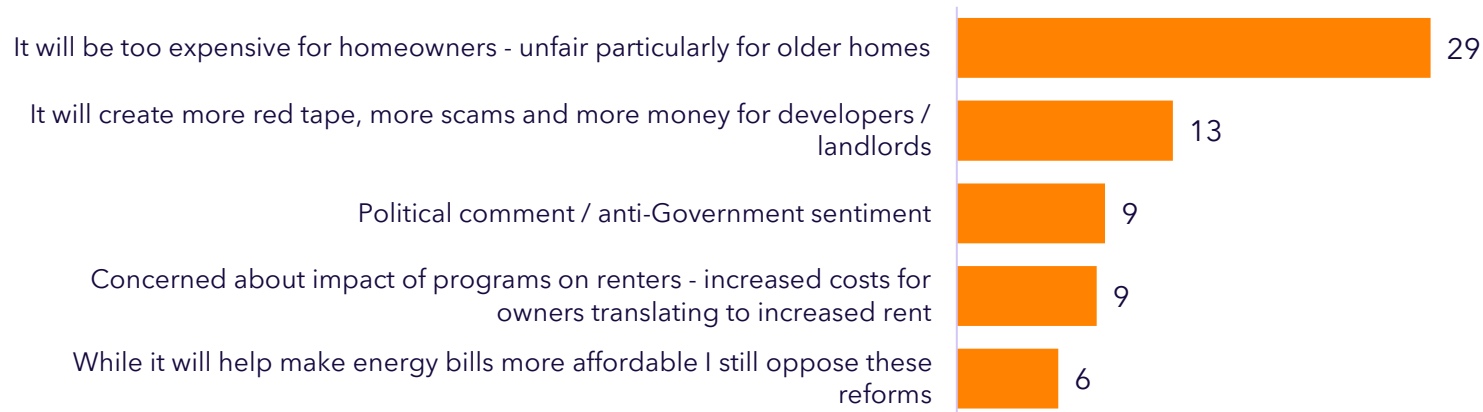 It will be too expensive for homeowners - unfair particularly for older homes
29
It will create more red tape, more scams and more money for developers /
landlords
13
Political comment / anti-Government sentiment
9
Concerned about impact of programs on renters - increased costs for
owners translating to increased rent
9
While it will help make energy bills more affordable I still oppose these
reforms
6